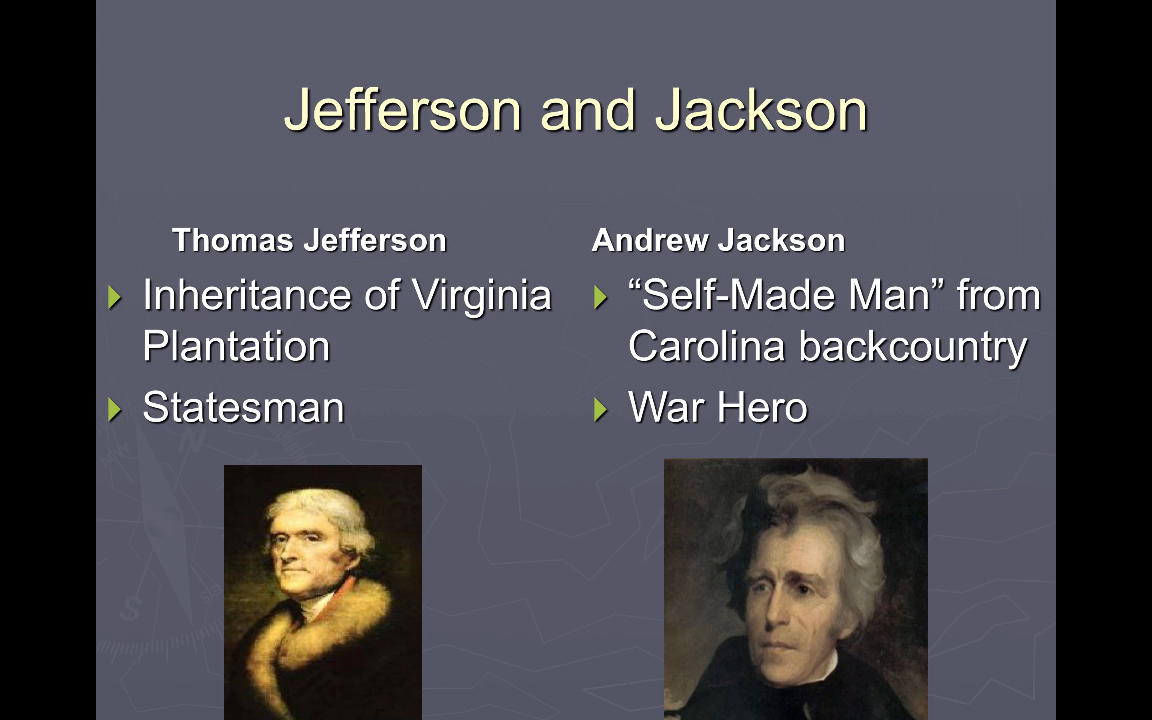 Jefferson and Jackson
Thomas Jefferson
Inheritance of Virginia
Plantation
Statesman
Andrew Jackson
“Self-Made Man” from
Carolina backcountry
War Hero
S